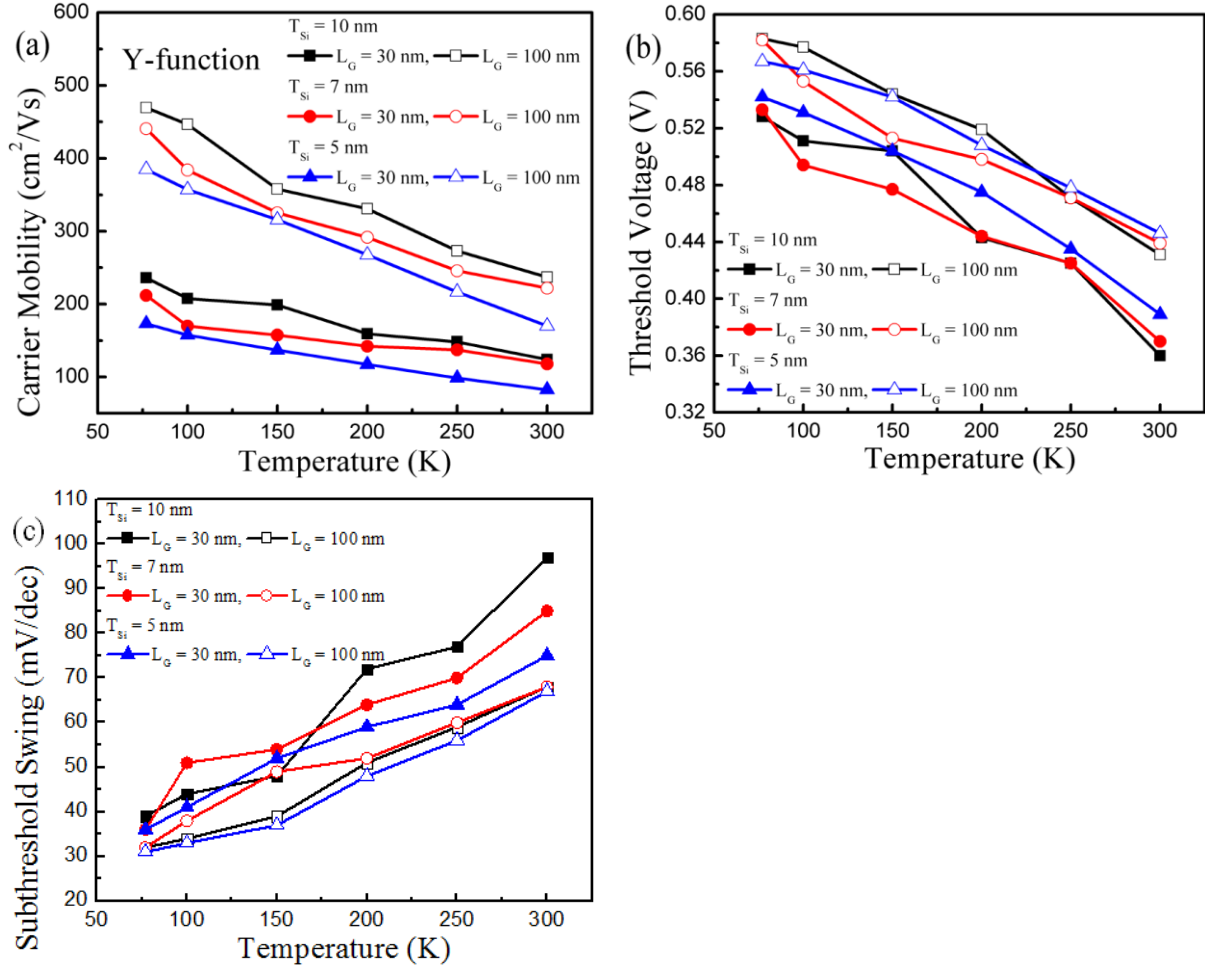 (a)
Y-function
T_Si = 10 nm
L_G = 30 nm, L_G = 100 nm
T_Si = 7 nm
L_G = 30 nm, L_G = 100 nm
T_Si = 5 nm
L_G = 30 nm, L_G = 100 nm
Carrier Mobility (cm²/Vs)
600
500
400
300
200
100
50 100 150 200 250 300
Temperature (K)
(b)
Threshold Voltage (V)
0.60
0.56
0.52
0.48
0.44
0.40
0.36
0.32
T_Si = 10 nm
L_G = 30 nm, L_G = 100 nm
T_Si = 7 nm
L_G = 30 nm, L_G = 100 nm
T_Si = 5 nm
L_G = 30 nm, L_G = 100 nm
50 100 150 200 250 300
Temperature (K)
(c)
Subthreshold Swing (mV/dec)
110
100
90
80
70
60
50
40
30
20
T_Si = 10 nm
L_G = 30 nm, L_G = 100 nm
T_Si = 7 nm
L_G = 30 nm, L_G = 100 nm
T_Si = 5 nm
L_G = 30 nm, L_G = 100 nm
50 100 150 200 250 300
Temperature (K)